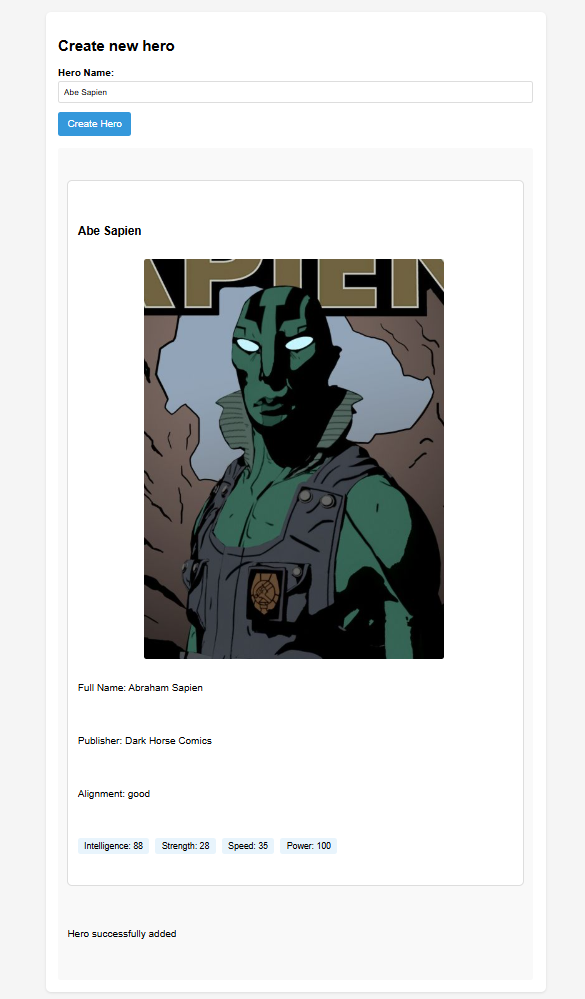 Create new hero
Hero Name:
Abe Sapien
Create Hero
Abe Sapien
APIEN
Full Name: Abraham Sapien
Publisher: Dark Horse Comics
Alignment: good
Intelligence: 88 Strength: 28 Speed: 35 Power: 100
Hero successfully added